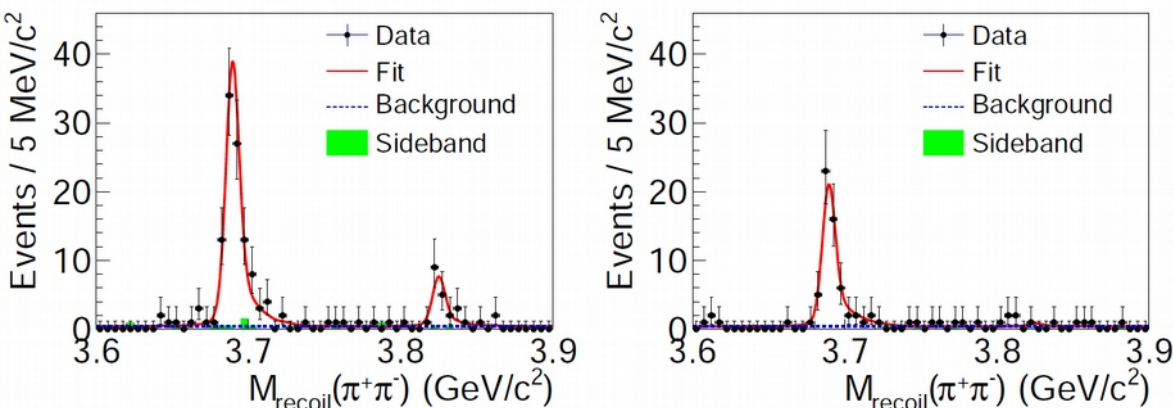 Events / 5 MeV/c²
40
30
20
10
0
Data
Fit
Background
Sideband
3.6 3.7 3.8 3.9
M_recoil(π⁺π⁻) (GeV/c²)
Events / 5 MeV/c²
40
30
20
10
0
Data
Fit
Background
Sideband
3.6 3.7 3.8 3.9
M_recoil(π⁺π⁻) (GeV/c²)